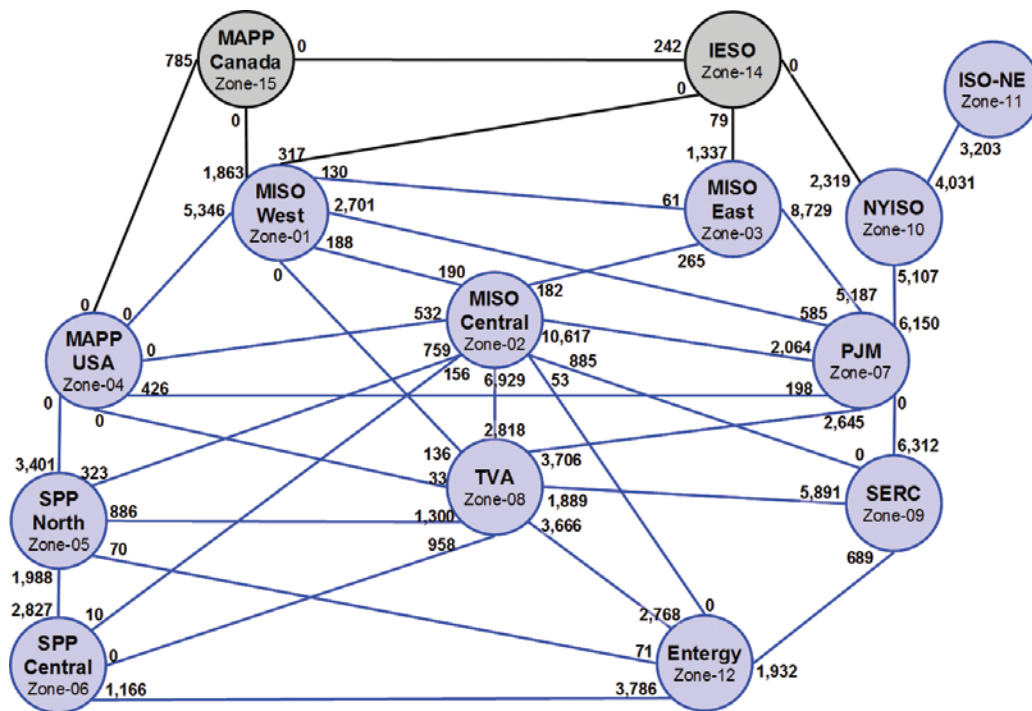 MAPP
Canada
Zone-15
0
785
0
242
IESO
Zone-14
0
0
79
ISO-NE
Zone-11
3,203
1,863
317
130
MISO
West
Zone-01
5,346
2,701
188
0
1,337
61
MISO
East
Zone-03
8,729
265
2,319
4,031
NYISO
Zone-10
5,107
190
182
MISO
Central
Zone-02
532
10,617
759
156
6,929
53
885
0
0
MAPP
USA
Zone-04
0
426
0
0
5,187
585
6,150
2,064
PJM
Zone-07
198
0
2,645
3,401
323
SPP
North
Zone-05
886
70
1,988
2,818
136
3,706
33
TVA
Zone-08
1,889
1,300
3,666
958
6,312
0
5,891
SERC
Zone-09
689
2,827
10
SPP
Central
Zone-06
0
1,166
0
2,768
71
Entergy
Zone-12
1,932
3,786